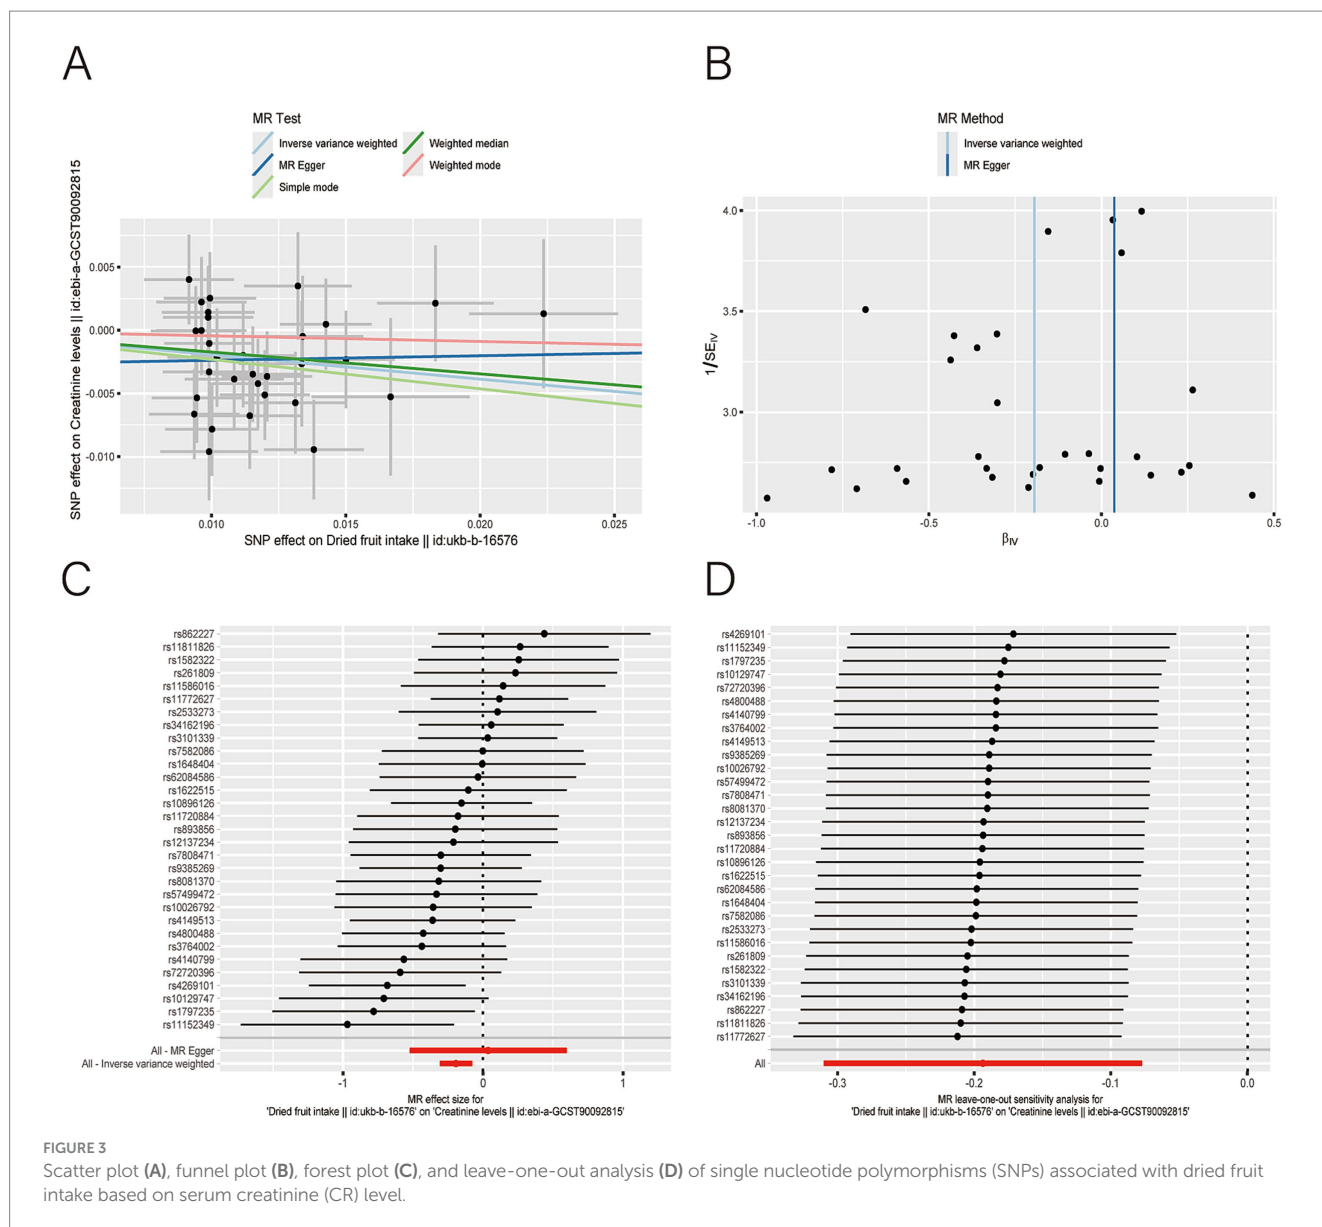 A
MR Test
Inverse variance weighted
MR Egger
Simple mode
Weighted median
Weighted mode
SNP effect on Creatinine levels || id:ebi-a-GCST90092815
0.005
0.000
-0.005
-0.010
0.010
0.015
0.020
0.025
SNP effect on Dried fruit intake || id:ukb-b-16576
B
MR Method
Inverse variance weighted
MR Egger
1/SEIV
4.0
3.5
3.0
-1.0
-0.5
0.0
0.5
βIV
C
rs862227
rs11811826
rs1582322
rs261809
rs11586016
rs11772627
rs2533273
rs34162196
rs3101339
rs7582086
rs1648404
rs62084586
rs1622515
rs10896126
rs11720884
rs893856
rs12137234
rs7808471
rs9385269
rs8081370
rs57499472
rs10026792
rs4149513
rs4800488
rs3764002
rs4140799
rs72720396
rs4269101
rs10129747
rs1797235
rs11152349
All - MR Egger
All - Inverse variance weighted
-1
0
1
MR effect size for
'Dried fruit intake || id:ukb-b-16576' on 'Creatinine levels || id:ebi-a-GCST90092815'
D
rs4269101
rs11152349
rs1797235
rs10129747
rs72720396
rs4800488
rs4140799
rs3764002
rs4149513
rs9385269
rs10026792
rs57499472
rs7808471
rs8081370
rs12137234
rs893856
rs11720884
rs10896126
rs1622515
rs62084586
rs1648404
rs7582086
rs2533273
rs11586016
rs261809
rs1582322
rs3101339
rs34162196
rs862227
rs11811826
rs11772627
All
-0.3
-0.2
-0.1
0.0
MR leave-one-out sensitivity analysis for
'Dried fruit intake || id:ukb-b-16576' on 'Creatinine levels || id:ebi-a-GCST90092815'
FIGURE 3
Scatter plot (A), funnel plot (B), forest plot (C), and leave-one-out analysis (D) of single nucleotide polymorphisms (SNPs) associated with dried fruit
intake based on serum creatinine (CR) level.